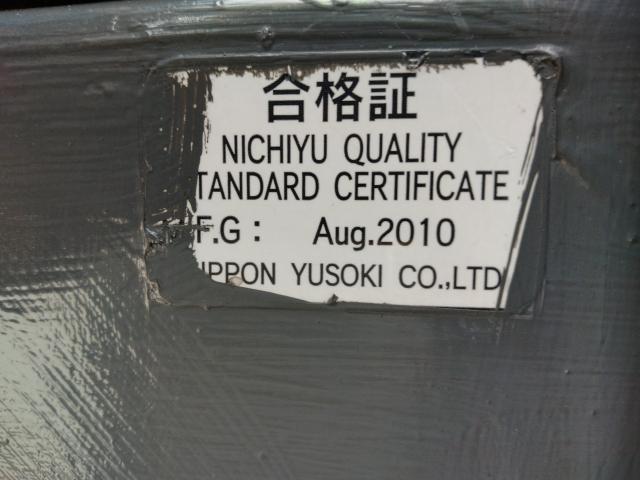 合格証
NICHIYU QUALITY
TANDARD CERTIFICATE
F.G : Aug.2010
IPPON YUSOKI CO.,LTD